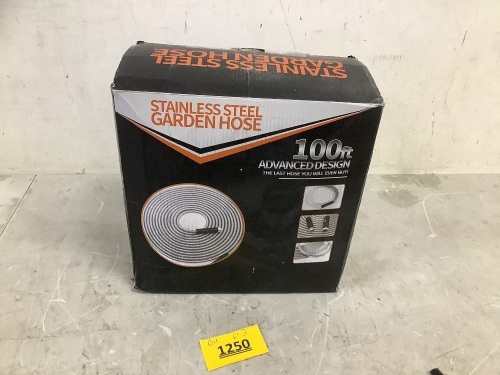 STAINLESS STEEL
GARDEN HOSE
STAINLESS STEEL
GARDEN HOSE
100ft
ADVANCED DESIGN
THE LAST HOSE YOU WILL EVER BUY!
1250